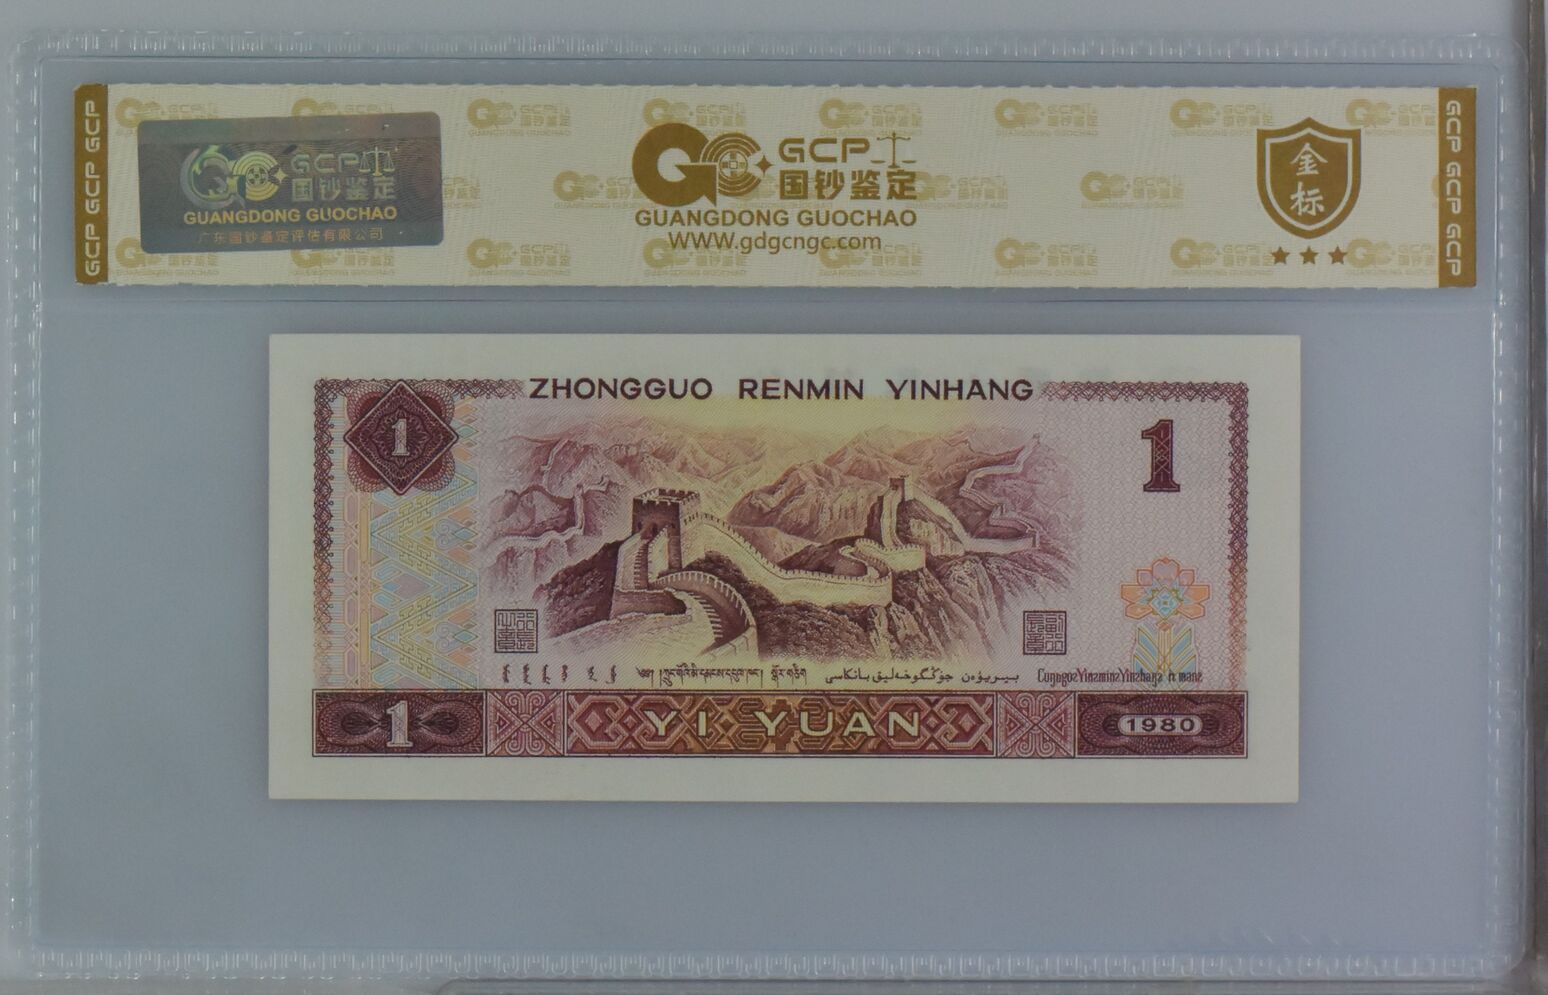 GCP GCP GCP
GCP
国钞鉴定
GUANGDONG GUOCHAO
广东国钞鉴定评估有限公司
GCP
国钞鉴定
GUANGDONG GUOCHAO
WWW.gdgcngc.com
金标
GCP GCP GCP
ZHONGGUO RENMIN YINHANG
1
1
1
YI YUAN
1980